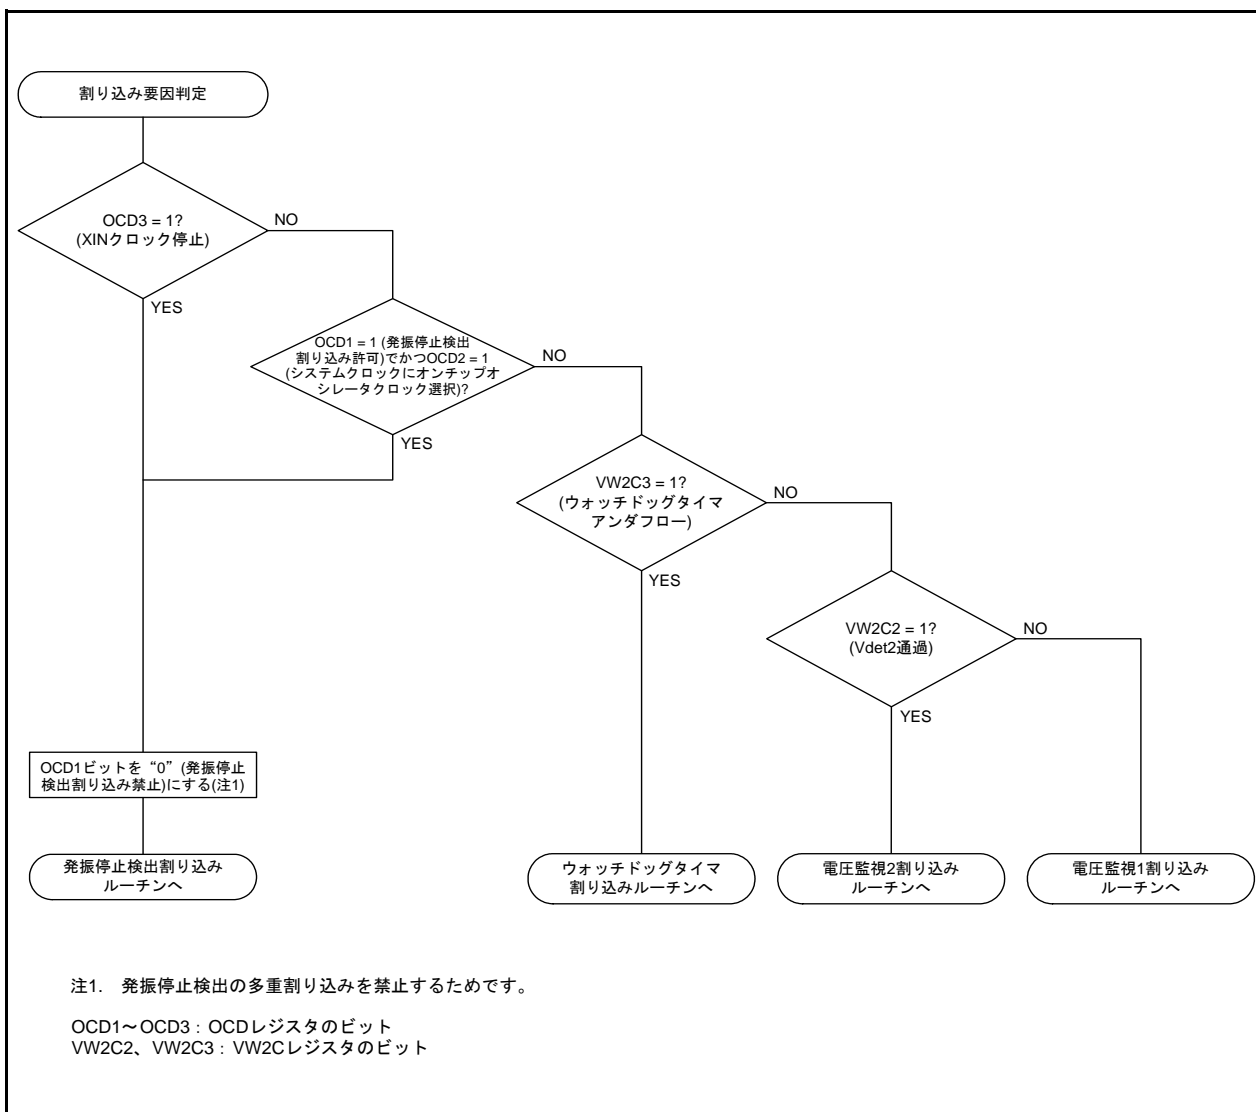 割り込み要因判定
OCD3 = 1?
(XINクロック停止)
NO
YES
OCD1 = 1 (発振停止検出
割り込み許可)でかつOCD2 = 1
(システムクロックにオンチップオ
シレータクロック選択)?
NO
YES
VW2C3 = 1?
(ウォッチドッグタイマ
アンダフロー)
NO
YES
VW2C2 = 1?
(Vdet2通過)
NO
YES
OCD1ビットを“0”(発振停止
検出割り込み禁止)にする(注1)
発振停止検出割り込み
ルーチンへ
ウォッチドッグタイマ
割り込みルーチンへ
電圧監視2割り込み
ルーチンへ
電圧監視1割り込み
ルーチンへ
注1. 発振停止検出の多重割り込みを禁止するためです。
OCD1~OCD3:OCDレジスタのビット
VW2C2、VW2C3:VW2Cレジスタのビット